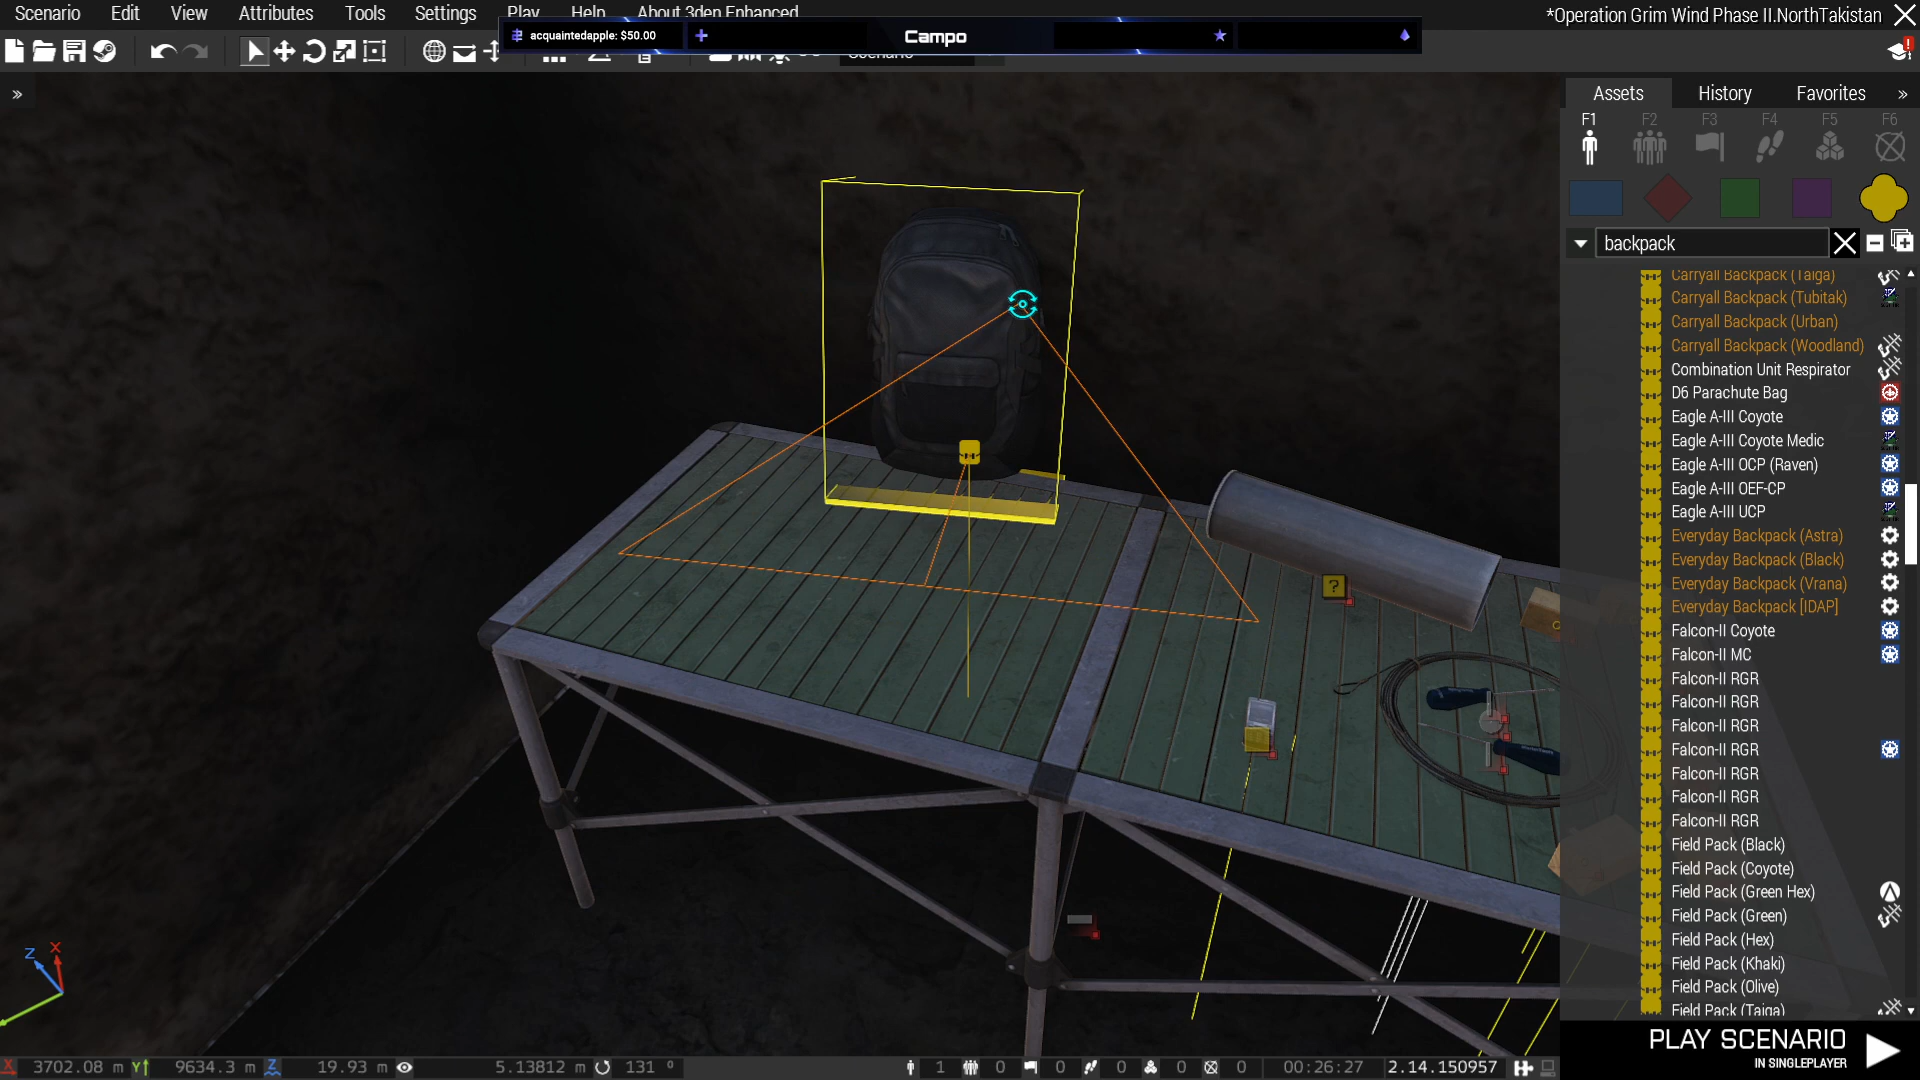 Scenario Edit View Attributes Tools Settings Play Help About 3den Enhanced
*Operation Grim Wind Phase II.NorthTakistan
acquaintedapple: $50.00
Campo
Scenario
Assets History Favorites
F1 F2 F3 F4 F5 F6
backpack
Carryall Backpack (Taiga)
Carryall Backpack (Tubitak)
Carryall Backpack (Urban)
Carryall Backpack (Woodland)
Combination Unit Respirator
D6 Parachute Bag
Eagle A-III Coyote
Eagle A-III Coyote Medic
Eagle A-III OCP (Raven)
Eagle A-III OEF-CP
Eagle A-III UCP
Everyday Backpack (Astra)
Everyday Backpack (Black)
Everyday Backpack (Vrana)
Everyday Backpack [IDAP]
Falcon-II Coyote
Falcon-II MC
Falcon-II RGR
Falcon-II RGR
Falcon-II RGR
Falcon-II RGR
Falcon-II RGR
Falcon-II RGR
Falcon-II RGR
Field Pack (Black)
Field Pack (Coyote)
Field Pack (Green Hex)
Field Pack (Green)
Field Pack (Hex)
Field Pack (Khaki)
Field Pack (Olive)
Field Pack (Taiga)
?
Z X
PLAY SCENARIO
IN SINGLEPLAYER
X 3702.08 m Y 9634.3 m Z 19.93 m 5.13812 m 131 ° 1 0 0 0 0 0 00:26:27 2.14.150957